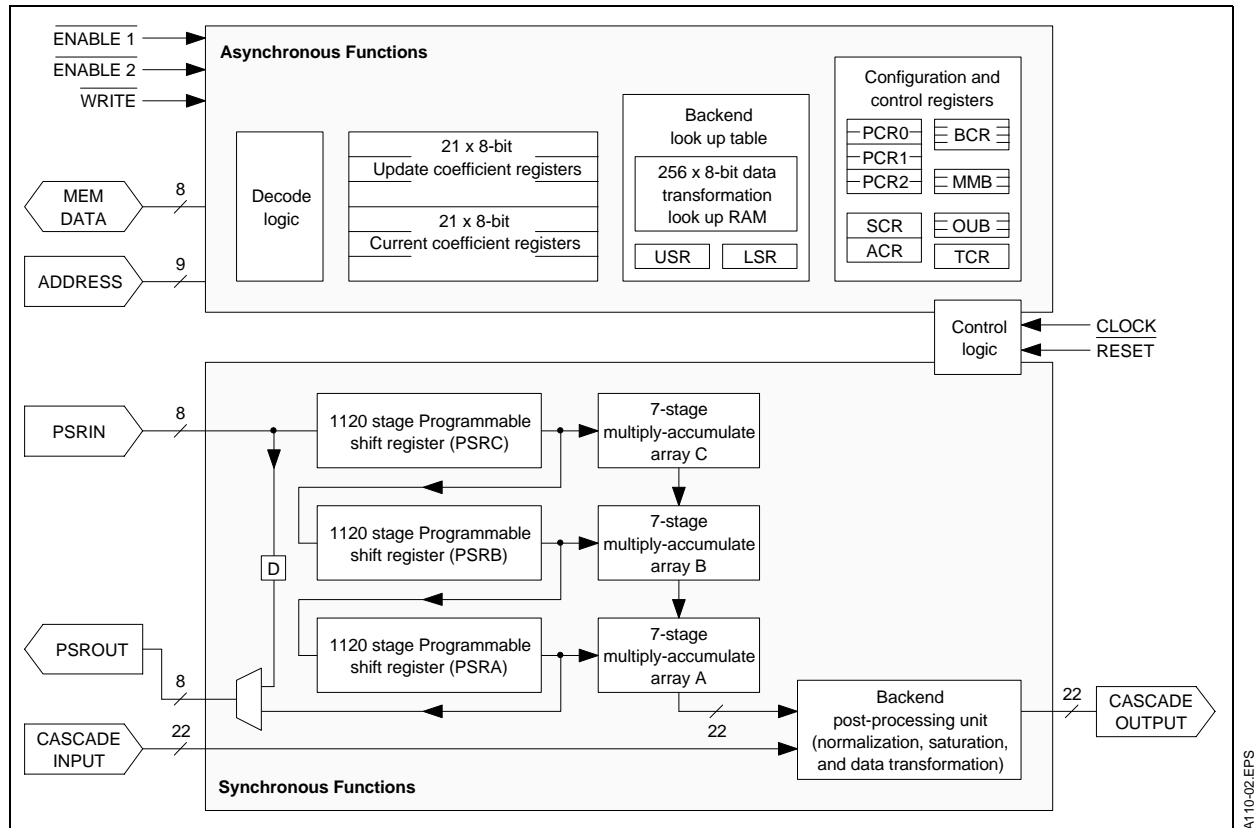 ENABLE 1
ENABLE 2
WRITE
MEM
DATA
8
ADDRESS
9
Asynchronous Functions
Decode
logic
21 x 8-bit
Update coefficient registers
21 x 8-bit
Current coefficient registers
Backend
look up table
256 x 8-bit data
transformation
look up RAM
USR
LSR
Configuration and
control registers
PCR0
PCR1
PCR2
BCR
MMB
SCR
ACR
OUB
TCR
Control
logic
CLOCK
RESET
PSRIN
8
1120 stage Programmable
shift register (PSRC)
7-stage
multiply-accumulate
array C
1120 stage Programmable
shift register (PSRB)
7-stage
multiply-accumulate
array B
D
1120 stage Programmable
shift register (PSRA)
7-stage
multiply-accumulate
array A
PSROUT
8
CASCADE
INPUT
22
22
Backend
post-processing unit
(normalization, saturation,
and data transformation)
22
CASCADE
OUTPUT
Synchronous Functions
A110-02.EPS